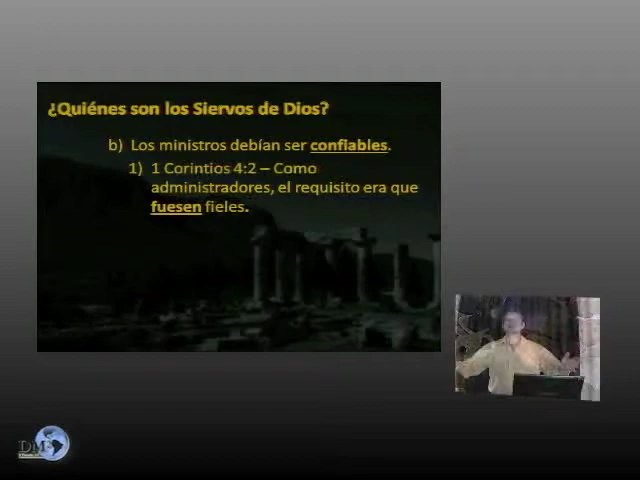 ¿Quiénes son los Siervos de Dios?
b) Los ministros debían ser confiables.
1) 1 Corintios 4:2 – Como
administradores, el requisito era que
fuesen fieles.